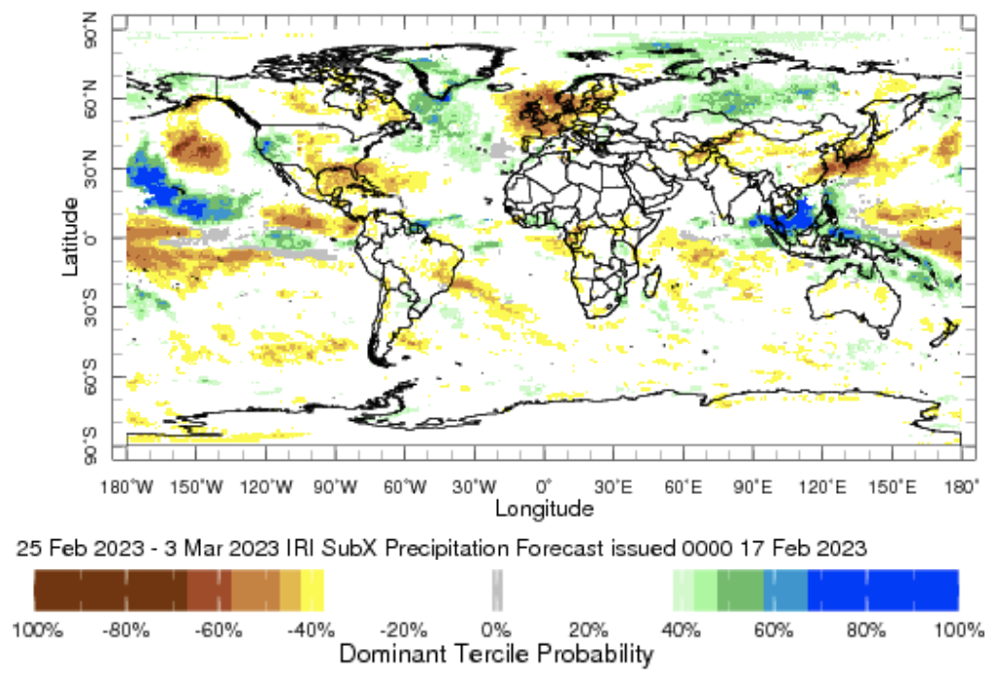 90°N
60°N
30°N
0°
30°S
60°S
90°S
Latitude
180°W 150°W 120°W 90°W 60°W 30°W 0° 30°E 60°E 90°E 120°E 150°E 180°
Longitude
25 Feb 2023 - 3 Mar 2023 IRI SubX Precipitation Forecast issued 0000 17 Feb 2023
100% -80% -60% -40% -20% 0% 20% 40% 60% 80% 100%
Dominant Tercile Probability